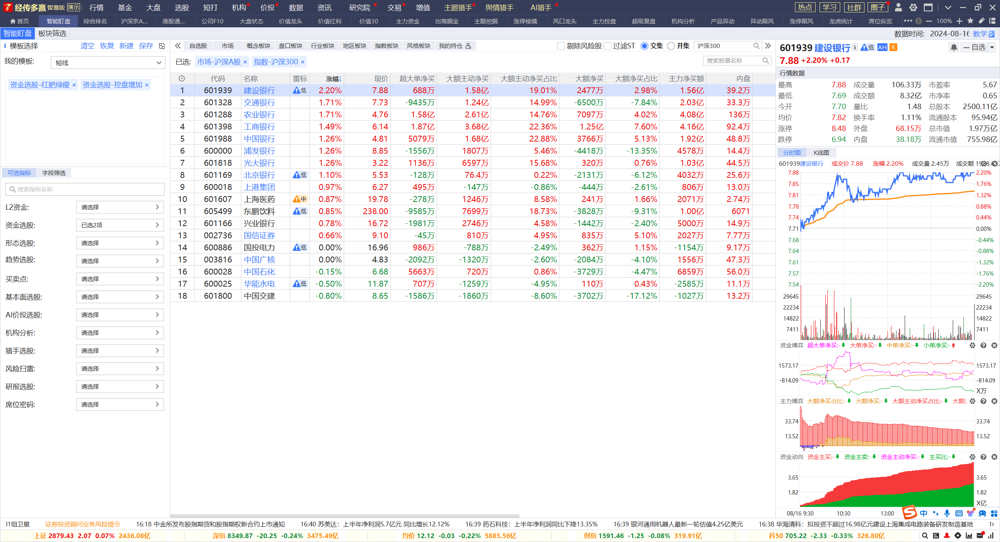 经传多赢 智尊版 演示 行情 基金 大盘 选股 短打 机构 价投 数据 资讯 研究院 交易 增值 主题猎手 舆情猎手 AI猎手 热点 学习 社群 圈子
首页 智能盯盘 综合排名 沪深京A... 港股通... 公司F10 大盘状态 价值龙头 价值红利 价值30 主力资金 出海掘金 主题挖掘 涨停棱镜 风口龙头 主力控盘 超级复盘 机构分析 产品异动 异动跟风 涨停跟风 龙虎统计 席位纵览 100%
智能盯盘 板块筛选 数据时间: 2024-08-16 教学
模板选择 清空 恢复 新建 保存
我的模板: 短线
资金选股-红肥绿瘦 × 资金选股-控盘增加 ×
可选指标 字段筛选
搜索指标名称
L2资金: 请选择
资金选股: 已选2项
形态选股: 请选择
趋势选股: 请选择
买卖点: 请选择
基本面选股: 请选择
AI价投选股: 请选择
机构分析: 请选择
猎手选股: 请选择
风险扫雷: 请选择
研报选股: 请选择
席位密码: 请选择
自选股 市场 概念板块 盘口板块 行业板块 地区板块 指数板块 风格板块 我的持仓 剔除风险股 过滤ST 交集 并集 沪深300
已选: 市场-沪深A股 × 指数-沪深300 × 搜索股票名称
代码 名称 雷标 涨幅↓ 现价 超大单净买 大额主动净买 大额主动净买占比 大额净买 大额净买占比 主力净买额 内盘
1 601939 建设银行 低 2.20% 7.88 688万 1.58亿 19.01% 2477万 2.98% 1.56亿 39.2万
2 601328 交通银行 1.71% 7.73 -9435万 1.24亿 14.99% -6500万 -7.84% 2.03亿 33.3万
3 601288 农业银行 1.71% 4.76 1.58亿 2.61亿 14.76% 7097万 4.02% 4.08亿 136万
4 601398 工商银行 1.49% 6.14 1.87亿 3.68亿 22.36% 1.25亿 7.60% 4.16亿 92.4万
5 601988 中国银行 1.26% 4.81 5079万 1.68亿 22.88% 3766万 5.13% 1.92亿 48.8万
6 600000 浦发银行 1.26% 8.85 -1556万 1807万 5.46% -4418万 -13.35% 4578万 14.4万
7 601818 光大银行 1.26% 3.22 1136万 6597万 15.68% 320万 0.76% 1.03亿 44.5万
8 601169 北京银行 低 1.10% 5.53 -128万 76.4万 0.22% -2131万 -6.12% 4032万 25.6万
9 600018 上港集团 0.97% 6.27 495万 -147万 -0.86% -444万 -2.61% 806万 13.0万
10 601607 上海医药 中 0.87% 19.78 -278万 1246万 8.58% 241万 1.66% 2071万 2.74万
11 605499 东鹏饮料 低 0.85% 238.00 -9585万 7699万 18.73% -3828万 -9.31% 1.00亿 6071
12 601166 兴业银行 0.78% 16.72 -1981万 2746万 4.58% -1442万 -2.40% 5000万 14.9万
13 002736 国信证券 0.66% 9.10 -45万 810万 4.95% 835万 5.10% 2027万 7.77万
14 600886 国投电力 低 0.00% 16.96 986万 -788万 -2.49% 362万 1.15% -1154万 9.17万
15 003816 中国广核 0.00% 4.83 -2092万 -1320万 -2.60% -2084万 -4.10% 1556万 47.3万
16 600028 中国石化 -0.15% 6.68 5663万 720万 0.86% -3729万 -4.47% 6859万 56.0万
17 600025 华能水电 低 -0.50% 11.87 707万 -1259万 -4.95% 110万 0.43% -2585万 11.1万
18 601800 中国交建 -0.80% 8.65 -1586万 -1860万 -8.60% -3702万 -17.12% -1027万 13.2万
601939 建设银行 低 AH R 自选
7.88 +2.20% +0.17
行情数据
最高 7.88 成交量 106.33万 市盈率 5.67
最低 7.69 成交额 8.32亿 市净率 0.65
今开 7.70 量比 1.48 总股本 2500.11亿
均价 7.82 换手率 1.11% 流通股本 95.94亿
涨停 8.48 外盘 68.15万 总市值 1.97万亿
跌停 6.94 内盘 38.18万 流通市值 755.98亿
分时图 K线图
601939建设银行 成交价 7.88 涨幅 2.20% 成交量 2.45万 成交额
7.88 2.20%
7.85 1.76%
7.81 1.32%
7.78 0.88%
7.74 0.44%
7.71 0.00%
7.68 -0.44%
7.64 -0.88%
7.61 -1.32%
7.57 -1.76%
7.54 -2.20%
29645 29645
22234 22234
14822 14822
7411 7411
资金博弈 超大单净买:- 大单净买:- 中单净买:- 小单净买:-
1573.17 1573.17
-814.09 -814.09
X万
主力博弈 大额净买占比:- 大额净买:- 大额主动净买占比:- 大额
33.74 33.74
13.52 13.52
资金动向 资金主买:- 资金主卖:- 资金主动净买:- 主买比:-
3.65 3.65
1.82 1.82
X亿
08/16 9:30 10:30 13:00 中
01组卫星 证券投资顾问业务风险提示 16:18 中金所发布股指期货和股指期权新合约上市通知 16:40 苏美达：上半年净利润5.7亿元 同比增长12.12% 16:39 药石科技：上半年净利润同比下降13.35% 16:39 银河通用机器人最新一轮估值4.25亿美元 16:38 华海清科：拟投资不超过16.98亿元建设上海集成电路装备研发制造基地
上证 2879.43 2.07 0.07% 2436.08亿 深指 8349.87 -20.25 -0.24% 3475.49亿 均价 12.12 -0.03 -0.22% 5885.56亿 创指 1591.46 -1.25 -0.08% 319.91亿 科50 705.22 -2.33 -0.33% 326.80亿